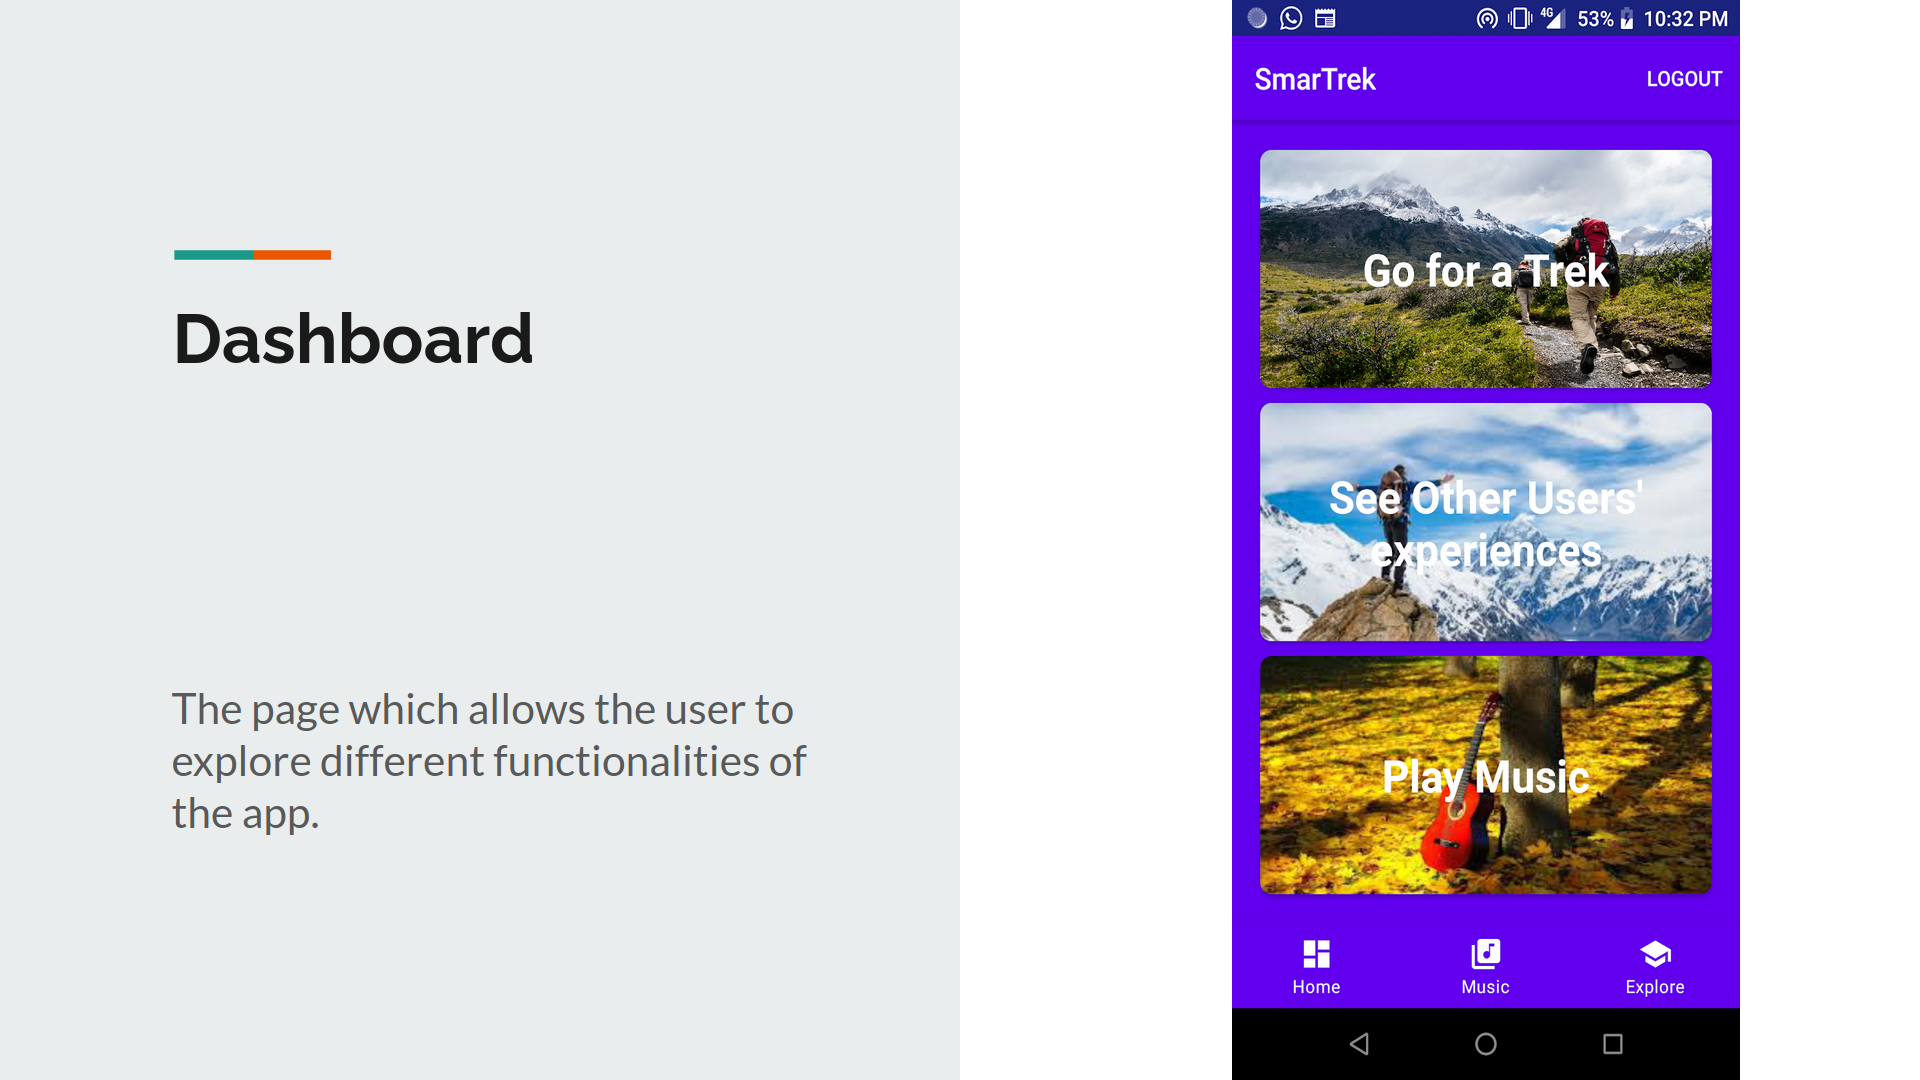 Dashboard
The page which allows the user to
explore different functionalities of
the app.
4G 53% 10:32 PM
SmarTrek LOGOUT
Go for a Trek
See Other Users'
experiences
Play Music
Home Music Explore